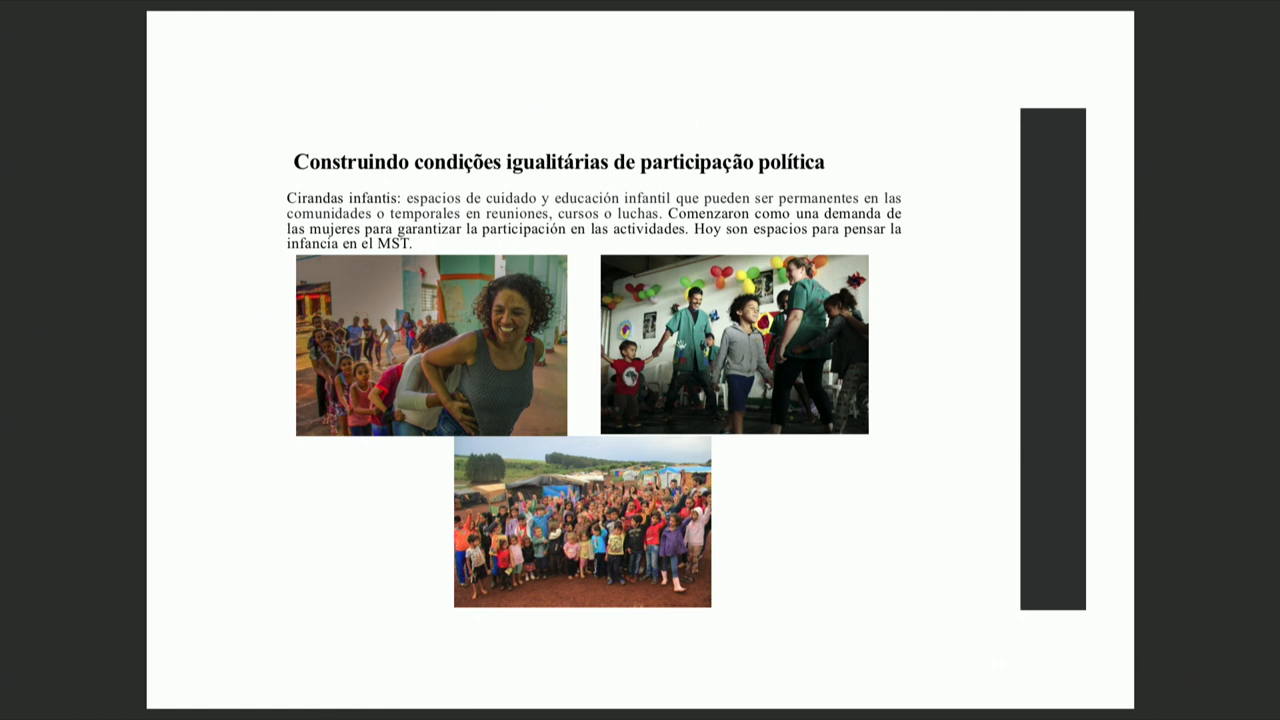 Construindo condições igualitárias de participação política
Cirandas infantis: espacios de cuidado y educación infantil que pueden ser permanentes en las
comunidades o temporales en reuniones, cursos o luchas. Comenzaron como una demanda de
las mujeres para garantizar la participación en las actividades. Hoy son espacios para pensar la
infancia en el MST.